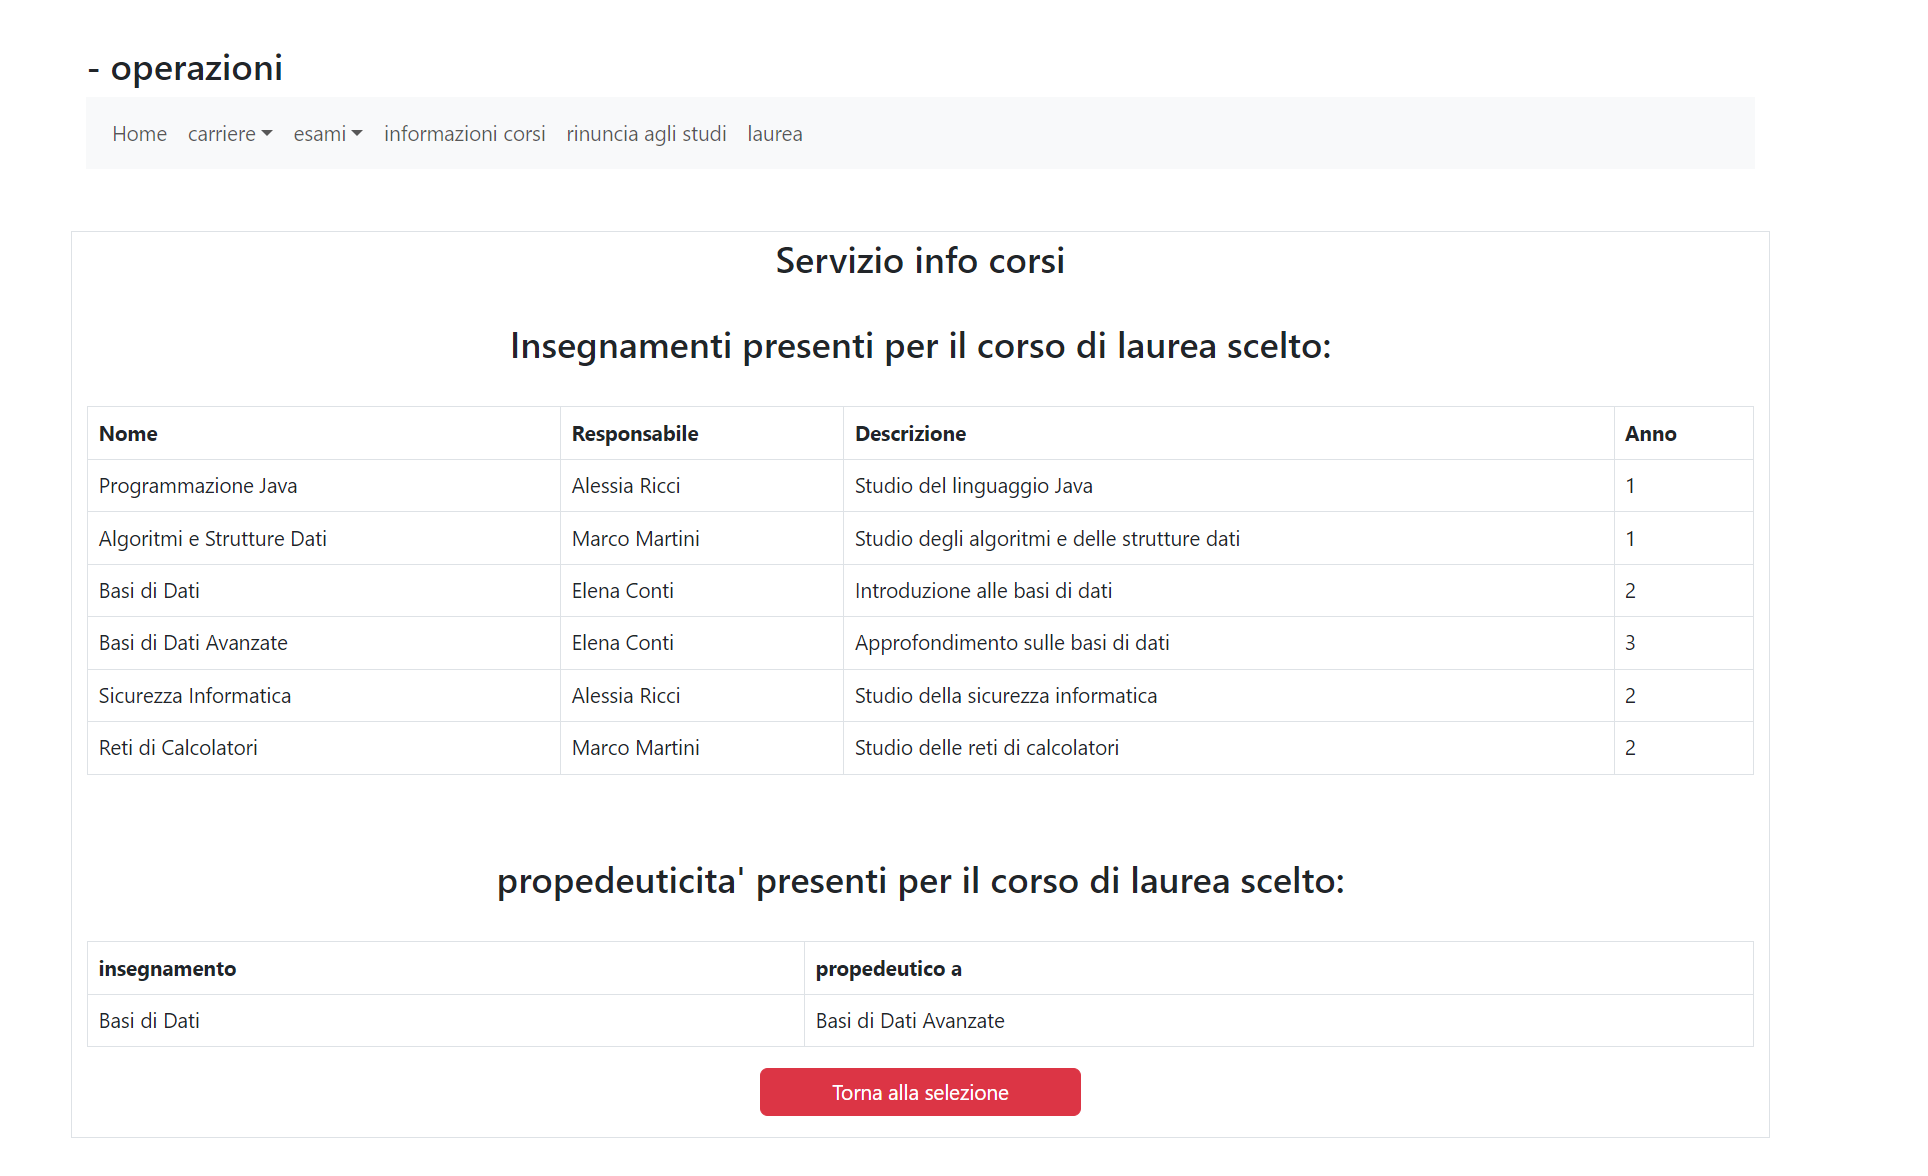 - operazioni
Home carriere esami informazioni corsi rinuncia agli studi laurea
Servizio info corsi
Insegnamenti presenti per il corso di laurea scelto:
Nome Responsabile Descrizione Anno
Programmazione Java Alessia Ricci Studio del linguaggio Java 1
Algoritmi e Strutture Dati Marco Martini Studio degli algoritmi e delle strutture dati 1
Basi di Dati Elena Conti Introduzione alle basi di dati 2
Basi di Dati Avanzate Elena Conti Approfondimento sulle basi di dati 3
Sicurezza Informatica Alessia Ricci Studio della sicurezza informatica 2
Reti di Calcolatori Marco Martini Studio delle reti di calcolatori 2
propedeuticita' presenti per il corso di laurea scelto:
insegnamento propedeutico a
Basi di Dati Basi di Dati Avanzate
Torna alla selezione